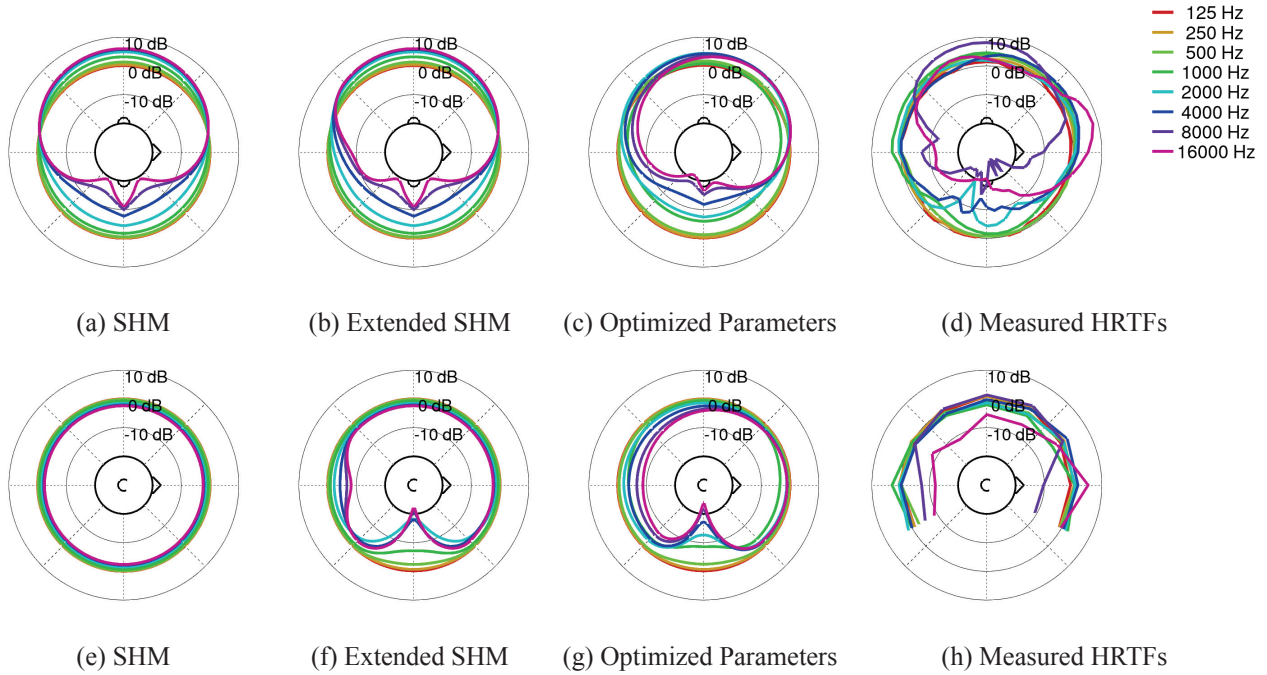 125 Hz
250 Hz
500 Hz
1000 Hz
2000 Hz
4000 Hz
8000 Hz
16000 Hz
10 dB
0 dB
-10 dB
10 dB
0 dB
-10 dB
10 dB
0 dB
-10 dB
10 dB
0 dB
-10 dB
(a) SHM
(b) Extended SHM
(c) Optimized Parameters
(d) Measured HRTFs
10 dB
0 dB
-10 dB
10 dB
0 dB
-10 dB
10 dB
0 dB
-10 dB
10 dB
0 dB
-10 dB
(e) SHM
(f) Extended SHM
(g) Optimized Parameters
(h) Measured HRTFs